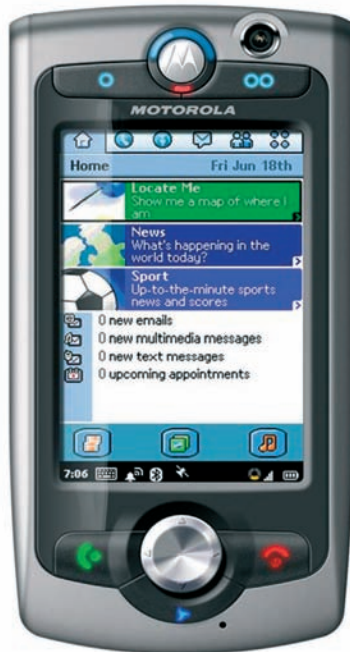 MOTOROLA
Home Fri Jun 18th
Locate Me
Show me a map of where I
am
News
What's happening in the
world today?
Sport
Up-to-the-minute sports
news and scores
0 new emails
0 new multimedia messages
0 new text messages
0 upcoming appointments
7:06